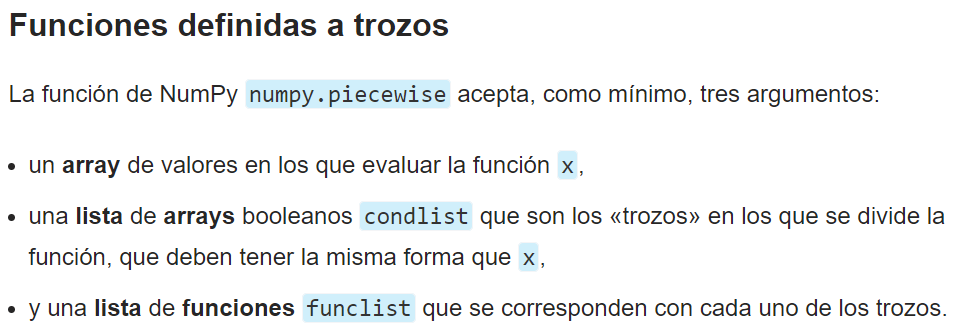 Funciones definidas a trozos
La función de NumPy numpy.piecewise acepta, como mínimo, tres argumentos:
• un array de valores en los que evaluar la función x,
• una lista de arrays booleanos condlist que son los «trozos» en los que se divide la
función, que deben tener la misma forma que x,
• y una lista de funciones funclist que se corresponden con cada uno de los trozos.